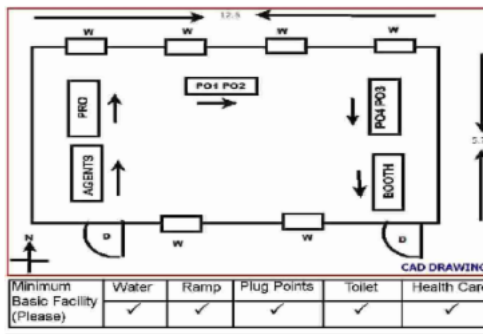 12.5
W W W W
PO1 PO2
PRO
PO4 PO3
AGENTS
BOOTH
D W W D
N
CAD DRAWING
Minimum Basic Facility (Please) Water Ramp Plug Points Toilet Health Care
✓ ✓ ✓ ✓ ✓